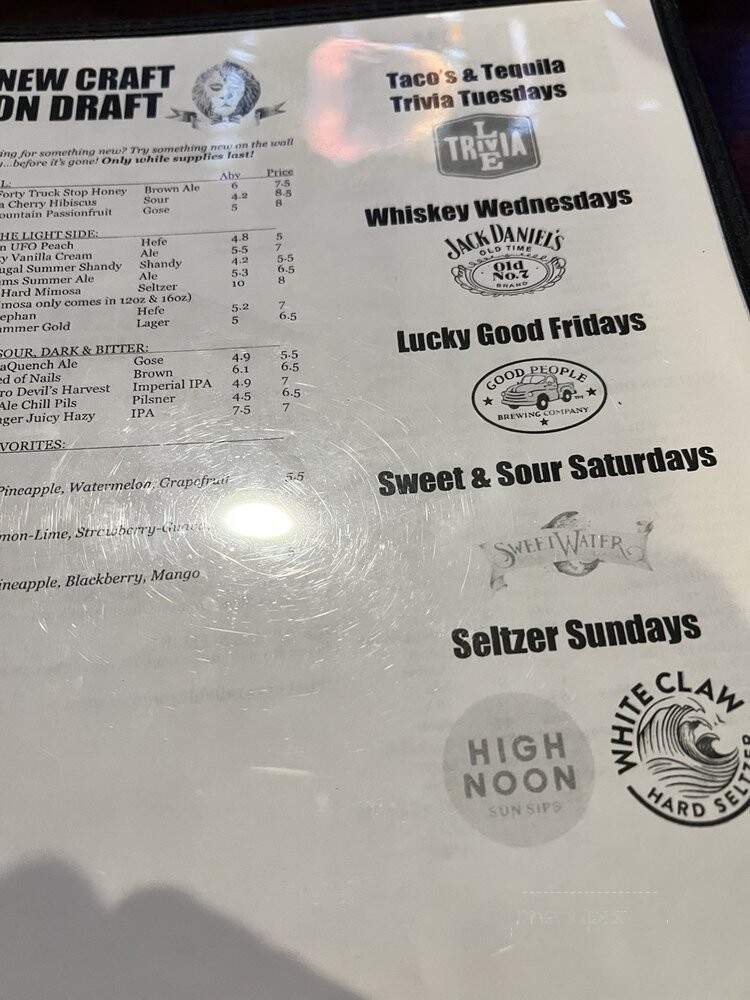 NEW CRAFT
ON DRAFT
ing for something new? Try something new on the wall
...before it's gone! Only while supplies last!
L: Abv Price
Forty Truck Stop Honey Brown Ale 6 7.5
a Cherry Hibiscus Sour 4.2 8.5
ountain Passionfruit Gose 5 8
HE LIGHT SIDE:
n UFO Peach Hefe 4.8 5
y Vanilla Cream Ale 5.5 7
ugal Summer Shandy Shandy 4.2 5.5
ms Summer Ale Ale 5.3 6.5
Hard Mimosa Seltzer 10 8
mosa only comes in 12oz & 16oz)
ephan Hefe 5.2 7
ummer Gold Lager 5 6.5
SOUR, DARK & BITTER:
aQuench Ale Gose 4.9 5.5
ed of Nails Brown 6.1 6.5
ro Devil's Harvest Imperial IPA 4.9 7
Ale Chill Pils Pilsner 4.5 6.5
nger Juicy Hazy IPA 7.5 7
VORITES:
Pineapple, Watermelon, Grapefruit 5.5
mon-Lime, Strawberry-Guava,
5
ineapple, Blackberry, Mango
Taco's & Tequila
Trivia Tuesdays
LIVE
TRIVIA
Whiskey Wednesdays
JACK DANIEL'S
OLD TIME
Old
No.7
BRAND
Lucky Good Fridays
GOOD PEOPLE
BREWING COMPANY
Sweet & Sour Saturdays
SWEETWATER
Seltzer Sundays
HIGH
NOON
SUN SIPS
WHITE CLAW
HARD SELTZER